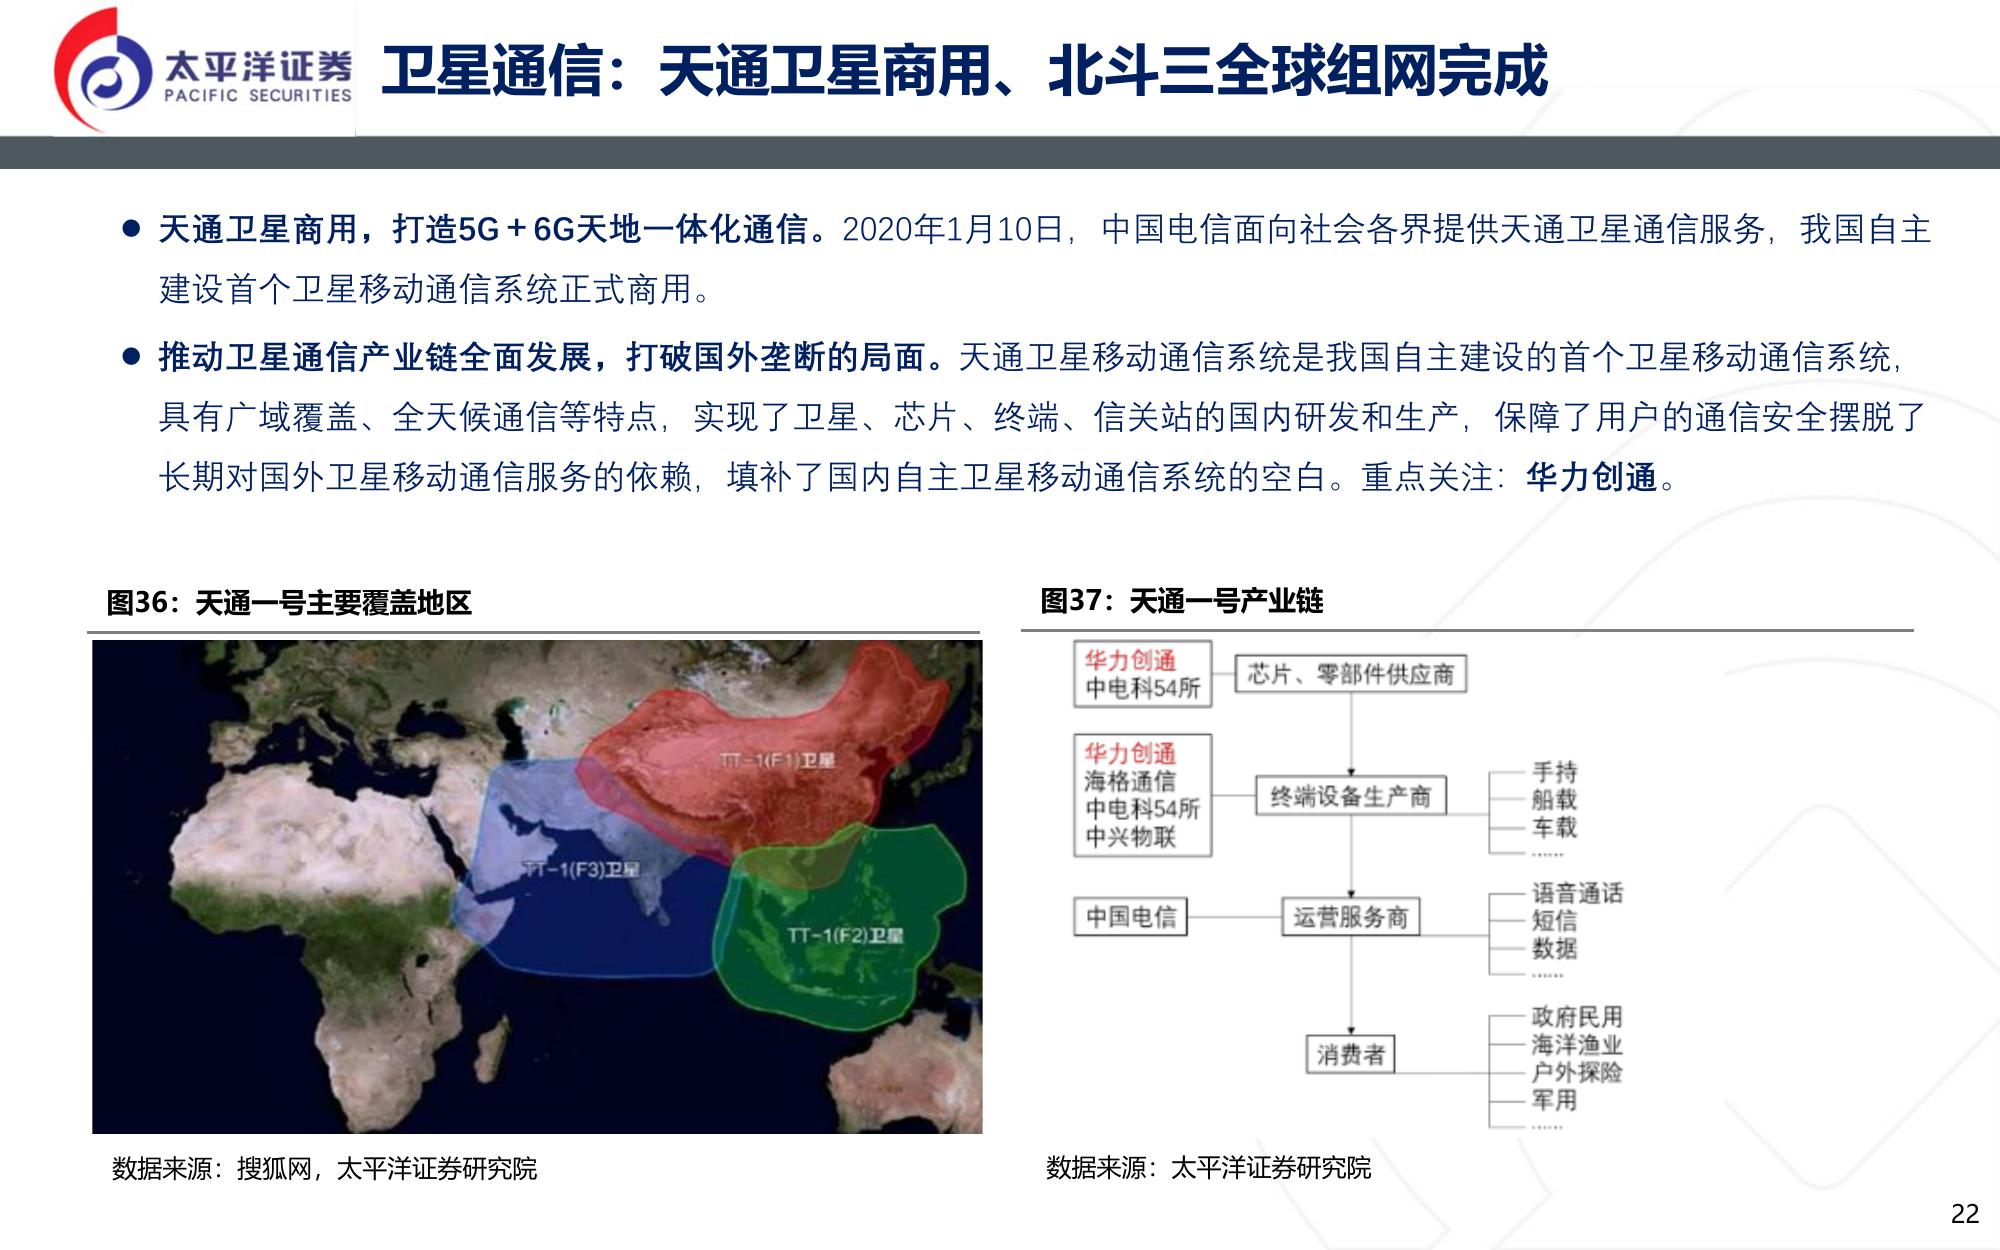 太平洋证券
PACIFIC SECURITIES
卫星通信：天通卫星商用、北斗三全球组网完成
● 天通卫星商用，打造5G＋6G天地一体化通信。2020年1月10日，中国电信面向社会各界提供天通卫星通信服务，我国自主
建设首个卫星移动通信系统正式商用。
● 推动卫星通信产业链全面发展，打破国外垄断的局面。天通卫星移动通信系统是我国自主建设的首个卫星移动通信系统，
具有广域覆盖、全天候通信等特点，实现了卫星、芯片、终端、信关站的国内研发和生产，保障了用户的通信安全摆脱了
长期对国外卫星移动通信服务的依赖，填补了国内自主卫星移动通信系统的空白。重点关注：华力创通。
图36：天通一号主要覆盖地区
TT-1(F1)卫星
TT-1(F3)卫星
TT-1(F2)卫星
数据来源：搜狐网，太平洋证券研究院
图37：天通一号产业链
华力创通
中电科54所
芯片、零部件供应商
华力创通
海格通信
中电科54所
中兴物联
终端设备生产商
手持
船载
车载
……
中国电信
运营服务商
语音通话
短信
数据
……
消费者
政府民用
海洋渔业
户外探险
军用
……
数据来源：太平洋证券研究院
22